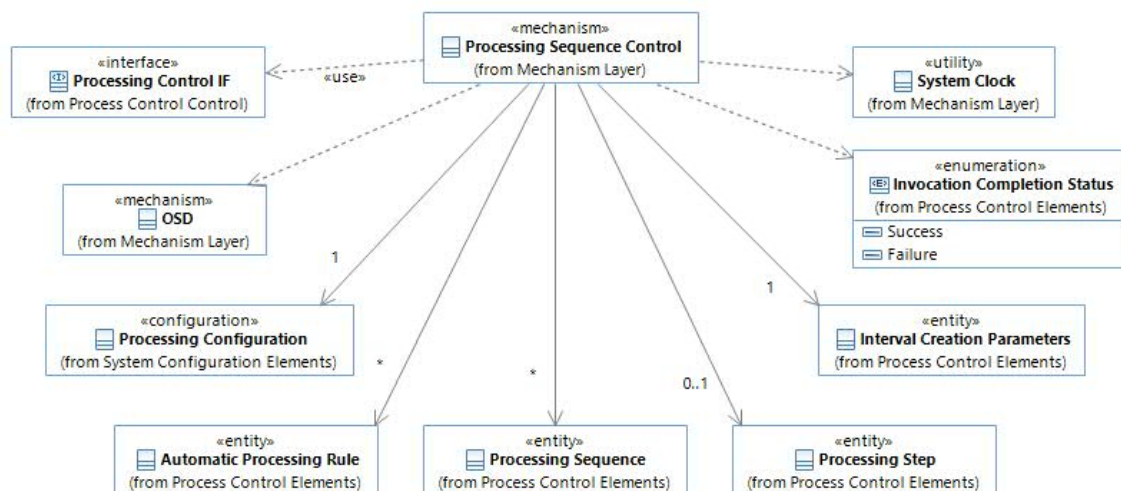 «mechanism»
Processing Sequence Control
(from Mechanism Layer)
«interface»
Processing Control IF
(from Process Control Control)
«use»
«utility»
System Clock
(from Mechanism Layer)
«enumeration»
Invocation Completion Status
(from Process Control Elements)
Success
Failure
«mechanism»
OSD
(from Mechanism Layer)
1
1
«configuration»
Processing Configuration
(from System Configuration Elements)
«entity»
Interval Creation Parameters
(from Process Control Elements)
*
*
0..1
«entity»
Automatic Processing Rule
(from Process Control Elements)
«entity»
Processing Sequence
(from Process Control Elements)
«entity»
Processing Step
(from Process Control Elements)